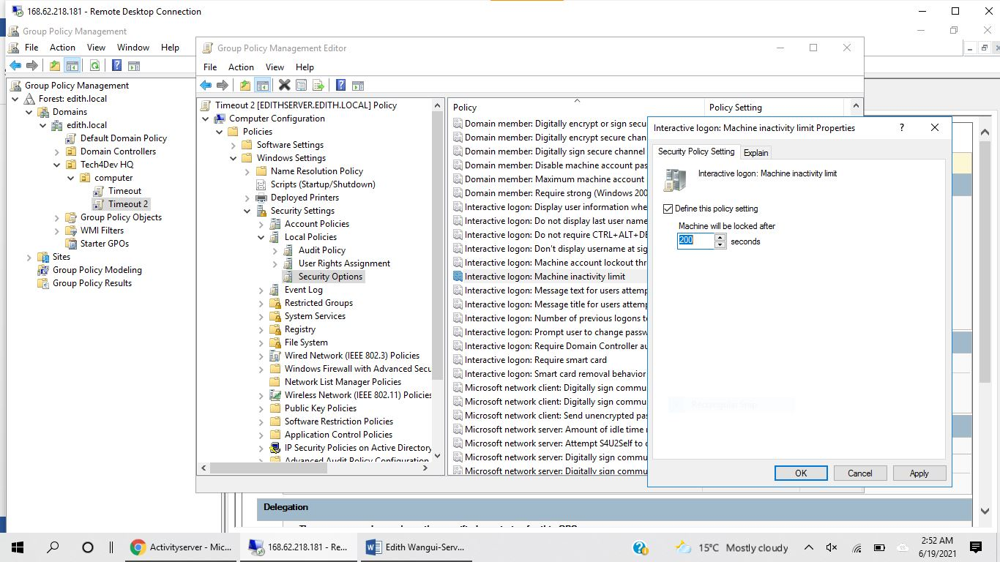 168.62.218.181 - Remote Desktop Connection
Group Policy Management
File Action View Window Help
Group Policy Management
Forest: edith.local
Domains
edith.local
Default Domain Policy
Domain Controllers
Tech4Dev HQ
computer
Timeout
Timeout 2
Group Policy Objects
WMI Filters
Starter GPOs
Sites
Group Policy Modeling
Group Policy Results
Group Policy Management Editor
File Action View Help
Timeout 2 [EDITHSERVER.EDITH.LOCAL] Policy
Computer Configuration
Policies
Software Settings
Windows Settings
Name Resolution Policy
Scripts (Startup/Shutdown)
Deployed Printers
Security Settings
Account Policies
Local Policies
Audit Policy
User Rights Assignment
Security Options
Event Log
Restricted Groups
System Services
Registry
File System
Wired Network (IEEE 802.3) Policies
Windows Firewall with Advanced Secu
Network List Manager Policies
Wireless Network (IEEE 802.11) Policies
Public Key Policies
Software Restriction Policies
Application Control Policies
IP Security Policies on Active Directory
Advanced Audit Policy Configuration
Policy Policy Setting
Domain member: Digitally encrypt or sign secu
Domain member: Digitally encrypt secure chan
Domain member: Digitally sign secure channel
Domain member: Disable machine account pas
Domain member: Maximum machine account
Domain member: Require strong (Windows 200
Interactive logon: Display user information whe
Interactive logon: Do not display last user name
Interactive logon: Do not require CTRL+ALT+DE
Interactive logon: Don't display username at sig
Interactive logon: Machine account lockout thr
Interactive logon: Machine inactivity limit
Interactive logon: Message text for users attemp
Interactive logon: Message title for users attemp
Interactive logon: Number of previous logons t
Interactive logon: Prompt user to change passw
Interactive logon: Require Domain Controller au
Interactive logon: Require smart card
Interactive logon: Smart card removal behavior
Microsoft network client: Digitally sign commu
Microsoft network client: Digitally sign commu
Microsoft network client: Send unencrypted pas
Microsoft network server: Amount of idle time
Microsoft network server: Attempt S4U2Self to
Microsoft network server: Digitally sign commu
Microsoft network server: Digitally sign commu
Interactive logon: Machine inactivity limit Properties ?
Security Policy Setting Explain
Interactive logon: Machine inactivity limit
Define this policy setting
Machine will be locked after
200 seconds
Rectangular Snip
OK Cancel Apply
Delegation
Activityserver - Mic...
168.62.218.181 - Re...
Edith Wangui-Serv...
15°C Mostly cloudy
2:52 AM
6/19/2021